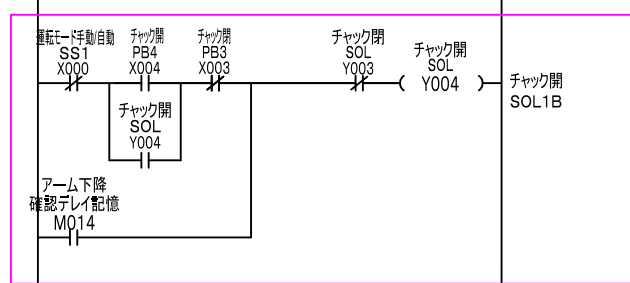 運転モード手動/自動
SS1
X000
チャック開
PB4
X004
チャック閉
PB3
X003
チャック閉
SOL
Y003
チャック開
SOL
Y004
チャック開
SOL1B
チャック開
SOL
Y004
アーム下降
確認デレイ記憶
M014